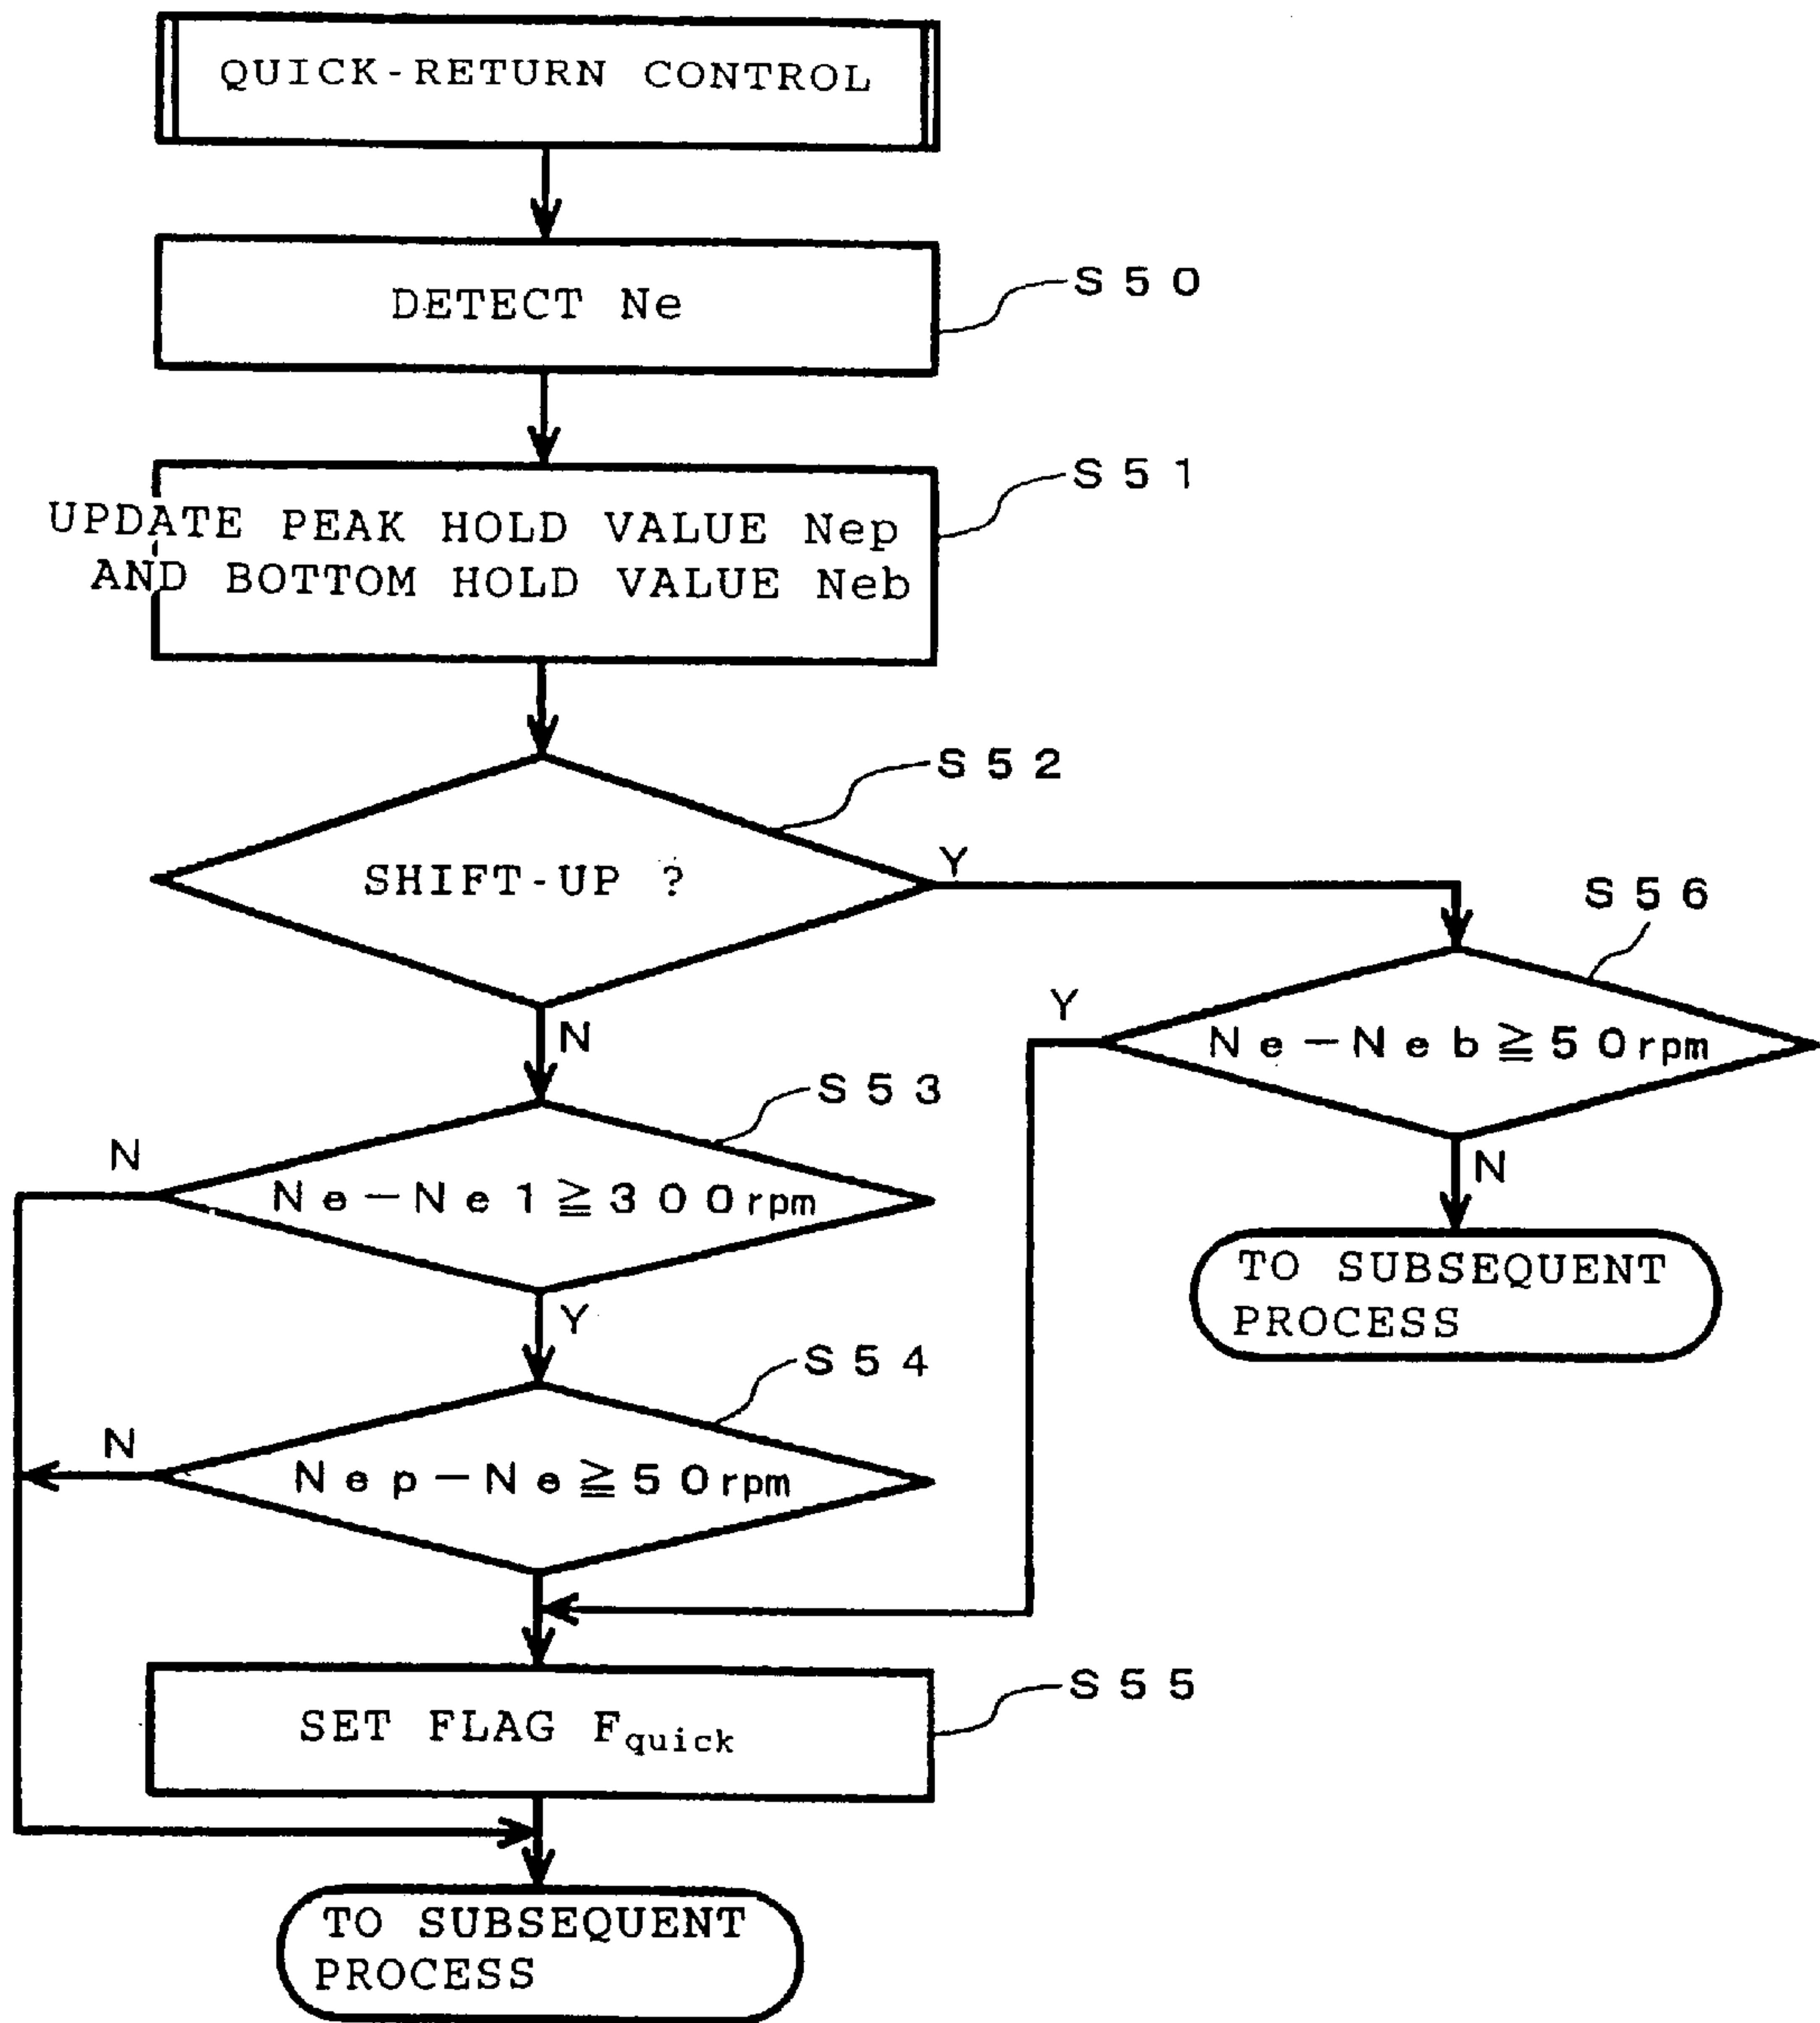 QUICK-RETURN CONTROL
DETECT Ne
S50
UPDATE PEAK HOLD VALUE Nep
AND BOTTOM HOLD VALUE Neb
S51
SHIFT-UP ?
S52
Y
N
S56
Ne-Neb≧50rpm
Y
N
TO SUBSEQUENT
PROCESS
S53
Ne-Ne1≧300rpm
N
Y
S54
Nep-Ne≧50rpm
N
SET FLAG Fquick
S55
TO SUBSEQUENT
PROCESS